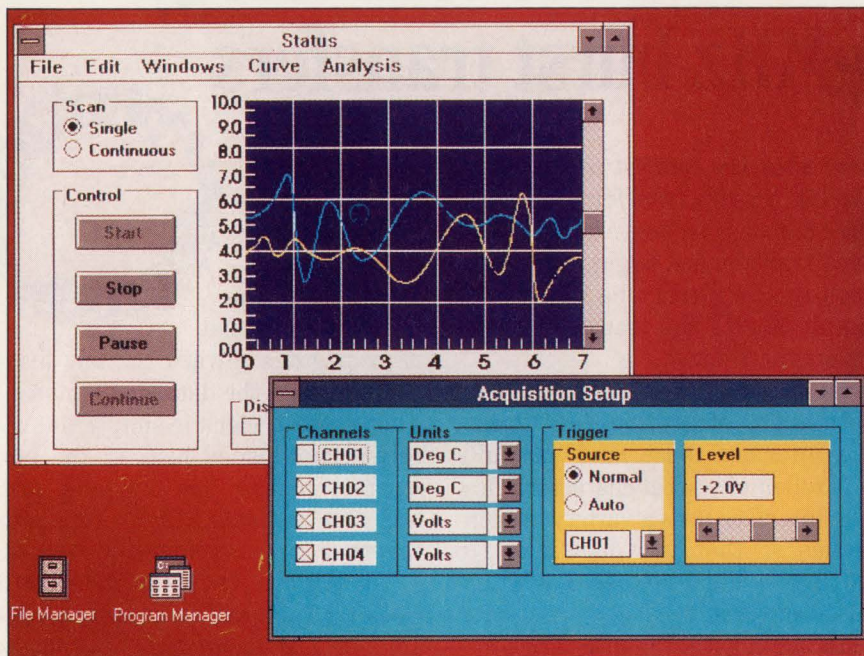 Status
File Edit Windows Curve Analysis
Scan
Single
Continuous
Control
Start
Stop
Pause
Continue
10.0
9.0
8.0
7.0
6.0
5.0
4.0
3.0
2.0
1.0
0.0
0 1 2 3 4 5 6 7
Acquisition Setup
Channels
CH01
CH02
CH03
CH04
Units
Deg C
Deg C
Volts
Volts
Trigger
Source
Normal
Auto
CH01
Level
+2.0V
File Manager
Program Manager